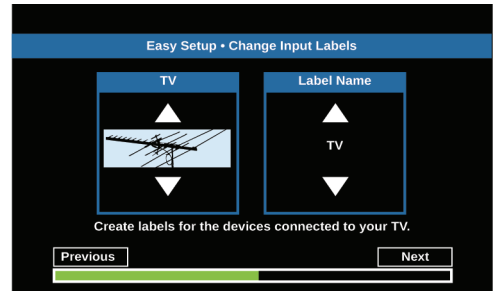 Easy Setup • Change Input Labels
TV
Label Name
TV
Create labels for the devices connected to your TV.
Previous
Next